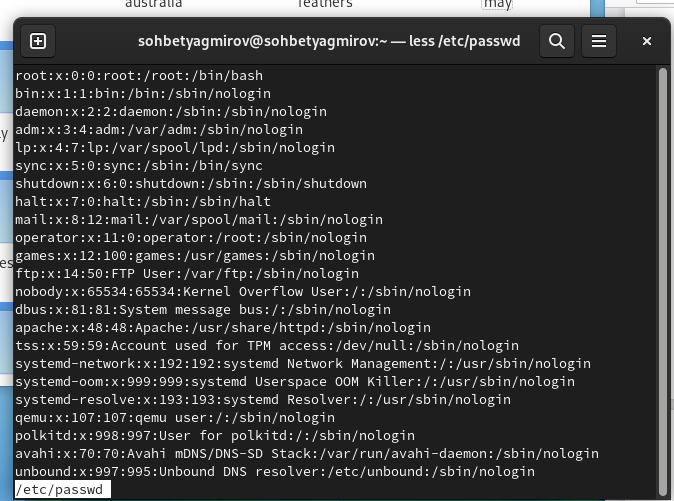 australia feathers may
sohbetyagmirov@sohbetyagmirov:~ — less /etc/passwd
root:x:0:0:root:/root:/bin/bash
bin:x:1:1:bin:/bin:/sbin/nologin
daemon:x:2:2:daemon:/sbin:/sbin/nologin
adm:x:3:4:adm:/var/adm:/sbin/nologin
lp:x:4:7:lp:/var/spool/lpd:/sbin/nologin
sync:x:5:0:sync:/sbin:/bin/sync
shutdown:x:6:0:shutdown:/sbin:/sbin/shutdown
halt:x:7:0:halt:/sbin:/sbin/halt
mail:x:8:12:mail:/var/spool/mail:/sbin/nologin
operator:x:11:0:operator:/root:/sbin/nologin
games:x:12:100:games:/usr/games:/sbin/nologin
ftp:x:14:50:FTP User:/var/ftp:/sbin/nologin
nobody:x:65534:65534:Kernel Overflow User:/:/sbin/nologin
dbus:x:81:81:System message bus:/:/sbin/nologin
apache:x:48:48:Apache:/usr/share/httpd:/sbin/nologin
tss:x:59:59:Account used for TPM access:/dev/null:/sbin/nologin
systemd-network:x:192:192:systemd Network Management:/:/usr/sbin/nologin
systemd-oom:x:999:999:systemd Userspace OOM Killer:/:/usr/sbin/nologin
systemd-resolve:x:193:193:systemd Resolver:/:/usr/sbin/nologin
qemu:x:107:107:qemu user:/:/sbin/nologin
polkitd:x:998:997:User for polkitd:/:/sbin/nologin
avahi:x:70:70:Avahi mDNS/DNS-SD Stack:/var/run/avahi-daemon:/sbin/nologin
unbound:x:997:995:Unbound DNS resolver:/etc/unbound:/sbin/nologin
/etc/passwd